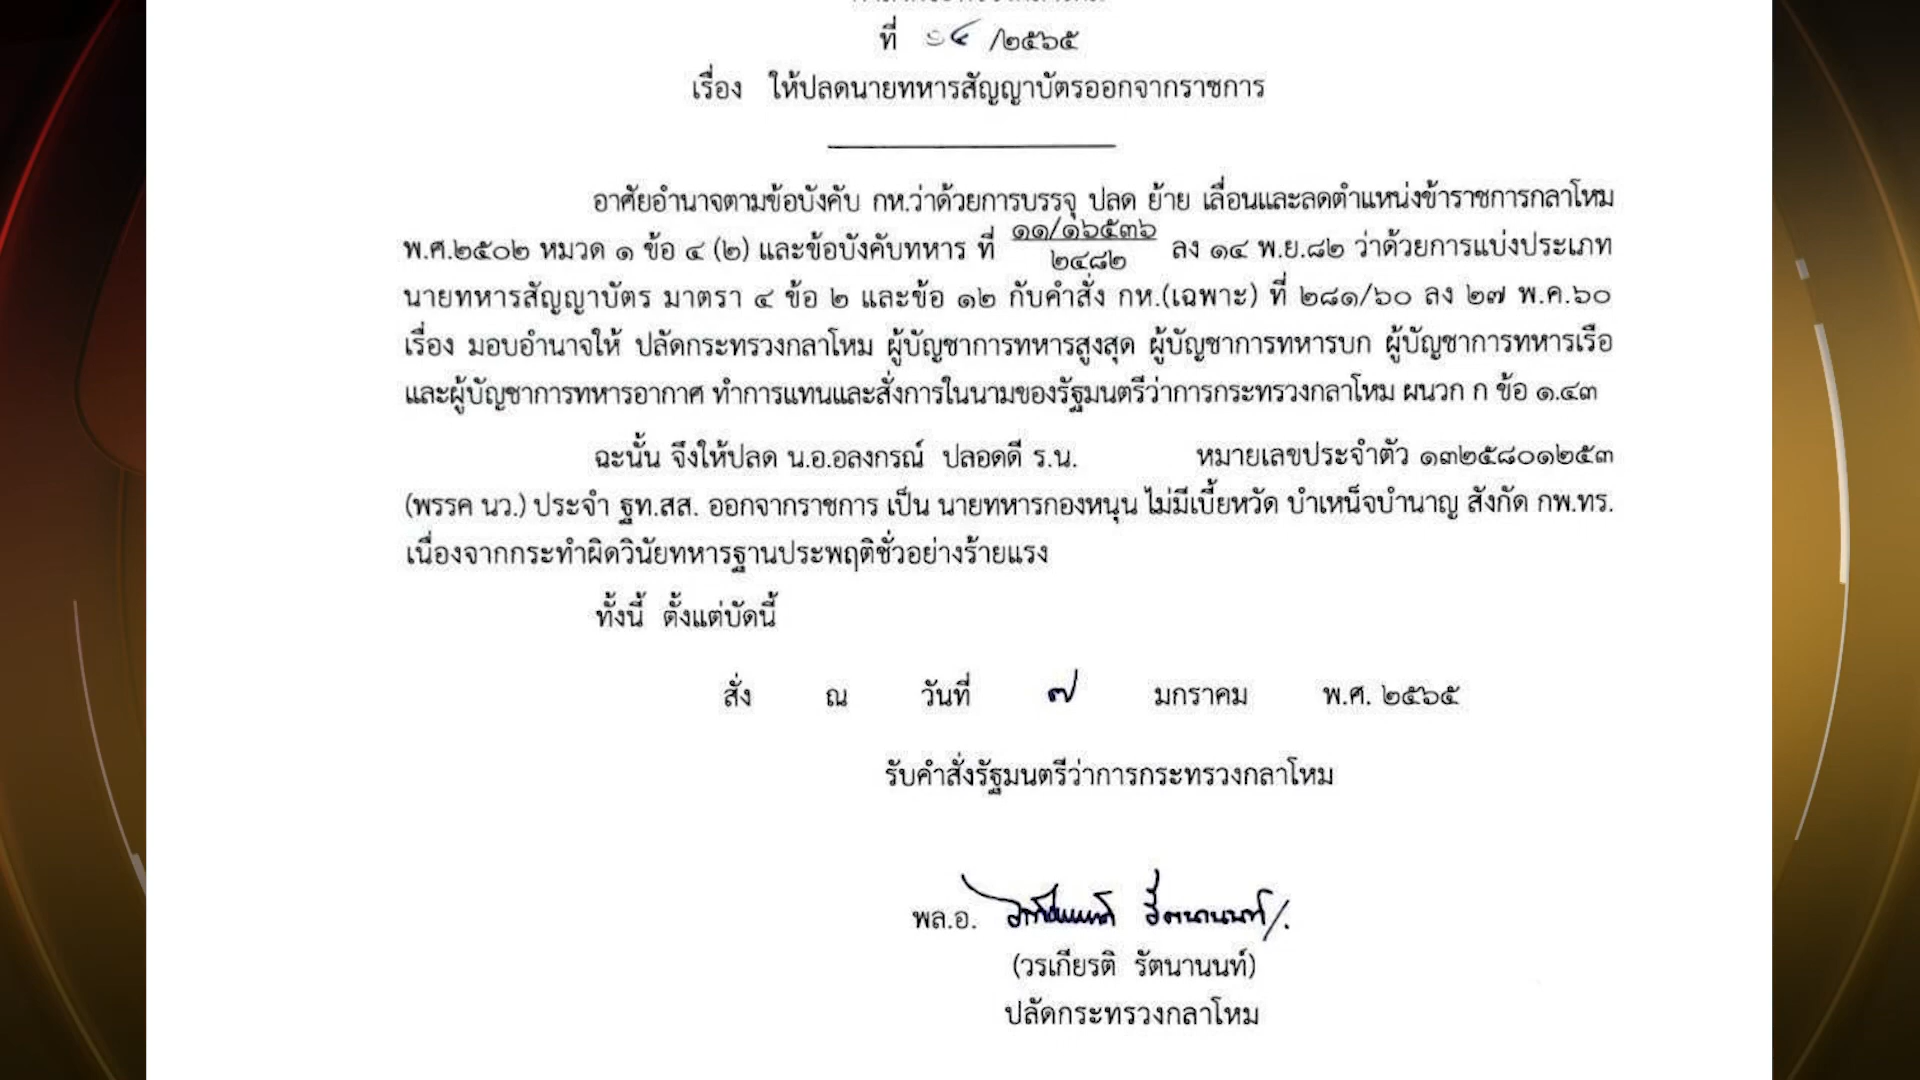 ที่ ๑๔ /๒๕๖๕
เรื่อง ให้ปลดนายทหารสัญญาบัตรออกจากราชการ
อาศัยอำนาจตามข้อบังคับ กห.ว่าด้วยการบรรจุ ปลด ย้าย เลื่อนและลดตำแหน่งข้าราชการกลาโหม
พ.ศ.๒๕๐๒ หมวด ๑ ข้อ ๔ (๒) และข้อบังคับทหาร ที่ ๑๑/๑๖๕๓๖ ๒๔๘๒ ลง ๑๔ พ.ย.๘๒ ว่าด้วยการแบ่งประเภท
นายทหารสัญญาบัตร มาตรา ๔ ข้อ ๒ และข้อ ๑๒ กับคำสั่ง กห.(เฉพาะ) ที่ ๒๘๑/๖๐ ลง ๒๗ พ.ค.๖๐
เรื่อง มอบอำนาจให้ ปลัดกระทรวงกลาโหม ผู้บัญชาการทหารสูงสุด ผู้บัญชาการทหารบก ผู้บัญชาการทหารเรือ
และผู้บัญชาการทหารอากาศ ทำการแทนและสั่งการในนามของรัฐมนตรีว่าการกระทรวงกลาโหม ผนวก ก ข้อ ๑.๔๓
ฉะนั้น จึงให้ปลด น.อ.อลงกรณ์ ปลอดดี ร.น. หมายเลขประจำตัว ๑๓๒๕๘๐๑๒๕๓
(พรรค นว.) ประจำ ฐท.สส. ออกจากราชการ เป็น นายทหารกองหนุน ไม่มีเบี้ยหวัด บำเหน็จบำนาญ สังกัด กพ.ทร.
เนื่องจากกระทำผิดวินัยทหารฐานประพฤติชั่วอย่างร้ายแรง
ทั้งนี้ ตั้งแต่บัดนี้
สั่ง ณ วันที่ ๗ มกราคม พ.ศ. ๒๕๖๕
รับคำสั่งรัฐมนตรีว่าการกระทรวงกลาโหม
พล.อ.
(วรเกียรติ รัตนานนท์)
ปลัดกระทรวงกลาโหม